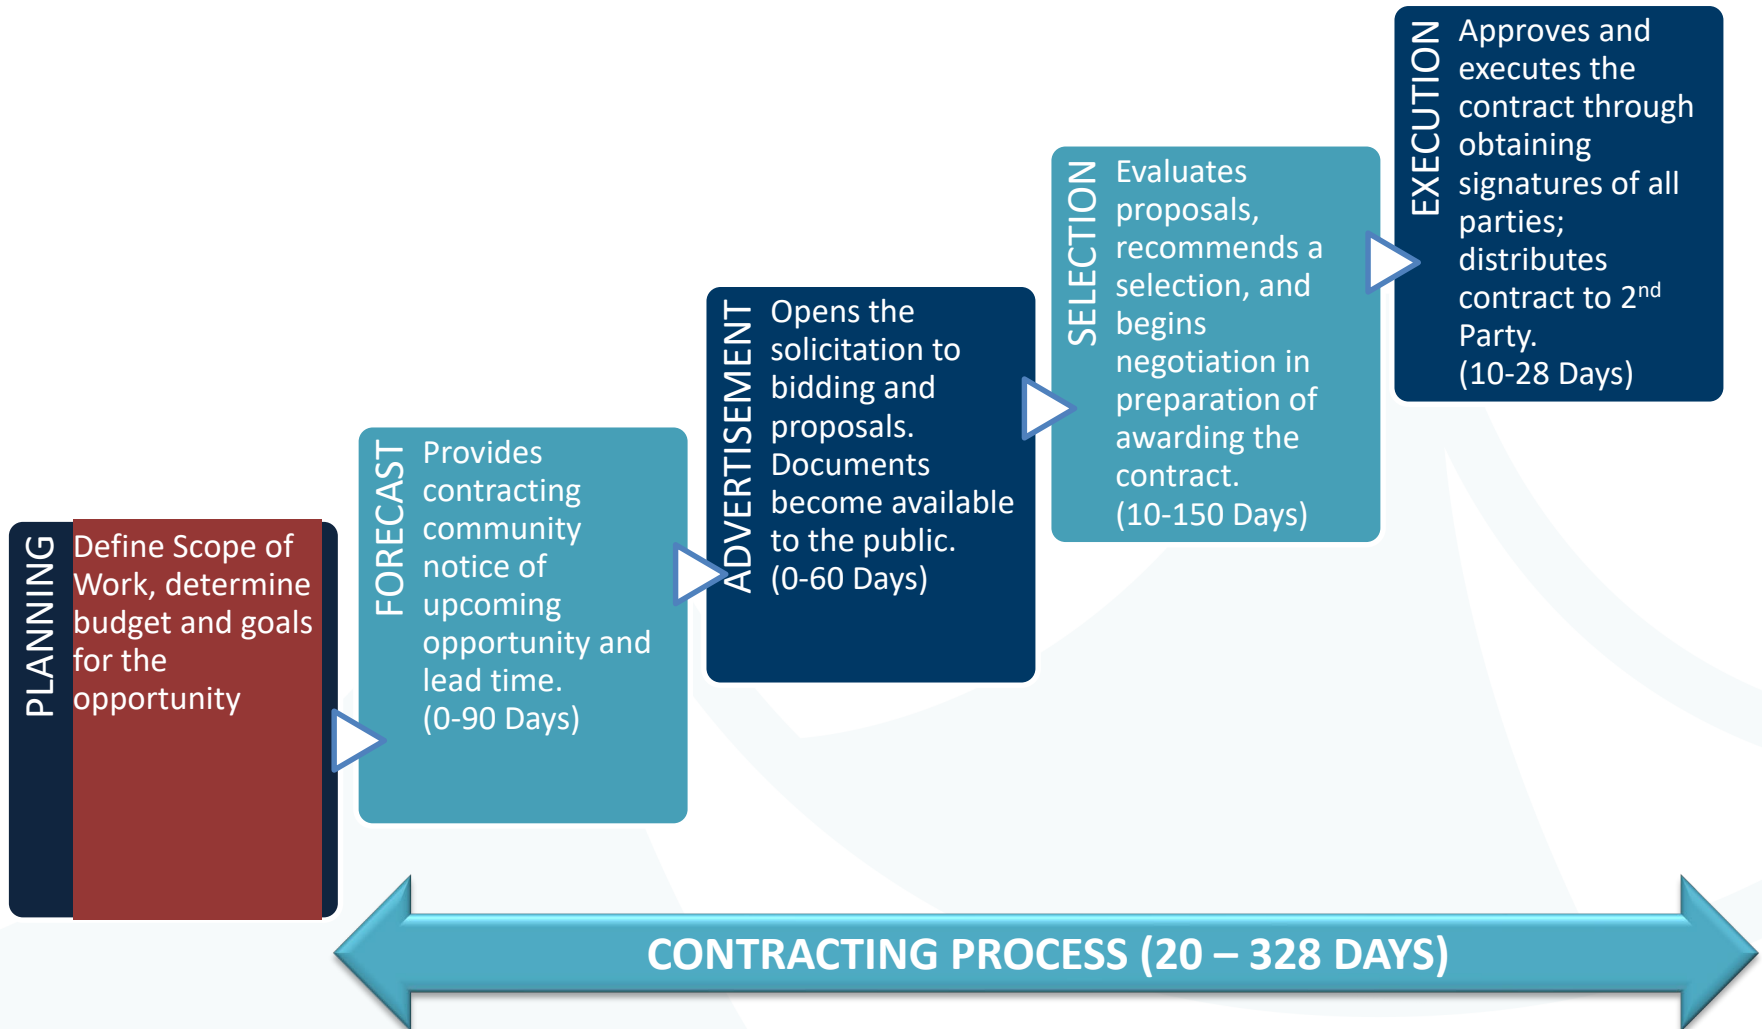 PLANNING
Define Scope of
Work, determine
budget and goals
for the
opportunity
FORECAST
Provides
contracting
community
notice of
upcoming
opportunity and
lead time.
(0-90 Days)
ADVERTISEMENT
Opens the
solicitation to
bidding and
proposals.
Documents
become available
to the public.
(0-60 Days)
SELECTION
Evaluates
proposals,
recommends a
selection, and
begins
negotiation in
preparation of
awarding the
contract.
(10-150 Days)
EXECUTION
Approves and
executes the
contract through
obtaining
signatures of all
parties;
distributes
contract to 2nd
Party.
(10-28 Days)
CONTRACTING PROCESS (20 – 328 DAYS)